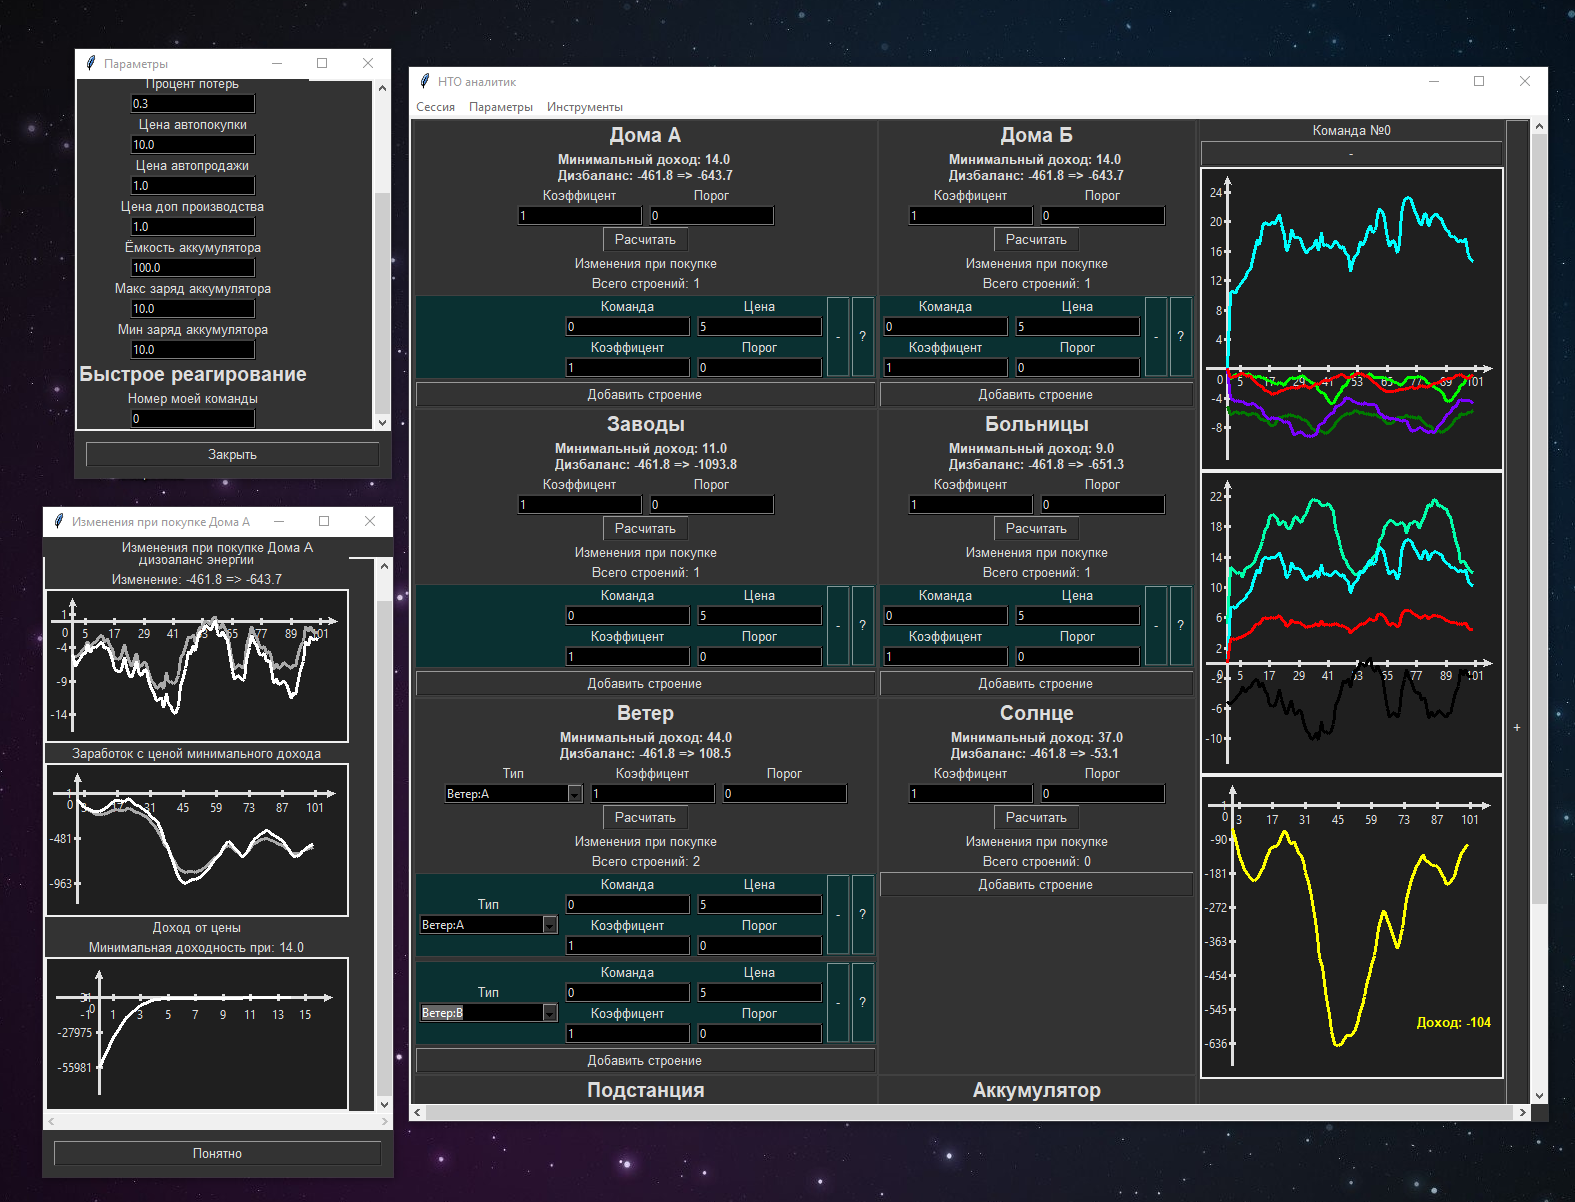 Параметры
Процент потерь
0.3
Цена автопокупки
10.0
Цена автопродажи
1.0
Цена доп производства
1.0
Ёмкость аккумулятора
100.0
Макс заряд аккумулятора
10.0
Мин заряд аккумулятора
10.0
Быстрое реагирование
Номер моей команды
0
Закрыть
Изменения при покупке Дома А
Изменения при покупке Дома А
Дизбаланс энергии
Изменение: -461.8 => -643.7
1
0 5 17 29 41 53 65 77 89 101
-4
-9
-14
Заработок с ценой минимального дохода
1
0 3 17 31 45 59 73 87 101
-481
-963
Доход от цены
Минимальная доходность при: 14.0
31
0
-1 1 3 5 7 9 11 13 15
-27975
-55981
Понятно
НТО аналитик
Сессия Параметры Инструменты
Дома А
Минимальный доход: 14.0
Дизбаланс: -461.8 => -643.7
Коэффицент Порог
1 0
Расчитать
Изменения при покупке
Всего строений: 1
Команда Цена
0 5
- ?
Коэффицент Порог
1 0
Добавить строение
Дома Б
Минимальный доход: 14.0
Дизбаланс: -461.8 => -643.7
Коэффицент Порог
1 0
Расчитать
Изменения при покупке
Всего строений: 1
Команда Цена
0 5
- ?
Коэффицент Порог
1 0
Добавить строение
Заводы
Минимальный доход: 11.0
Дизбаланс: -461.8 => -1093.8
Коэффицент Порог
1 0
Расчитать
Изменения при покупке
Всего строений: 1
Команда Цена
0 5
- ?
Коэффицент Порог
1 0
Добавить строение
Больницы
Минимальный доход: 9.0
Дизбаланс: -461.8 => -651.3
Коэффицент Порог
1 0
Расчитать
Изменения при покупке
Всего строений: 1
Команда Цена
0 5
- ?
Коэффицент Порог
1 0
Добавить строение
Ветер
Минимальный доход: 44.0
Дизбаланс: -461.8 => 108.5
Тип Коэффицент Порог
Ветер:A 1 0
Расчитать
Изменения при покупке
Всего строений: 2
Команда Цена
Тип 0 5
- ?
Ветер:A Коэффицент Порог
1 0
Команда Цена
Тип 0 5
- ?
Ветер:B Коэффицент Порог
1 0
Добавить строение
Солнце
Минимальный доход: 37.0
Дизбаланс: -461.8 => -53.1
Коэффицент Порог
1 0
Расчитать
Изменения при покупке
Всего строений: 0
Добавить строение
Подстанция
Аккумулятор
Команда №0
-
24
20
16
12
8
4
0 5 17 29 41 53 65 77 89 101
-4
-8
22
18
14
10
6
2
0 5 17 29 41 53 65 77 89 101
-2
-6
-10
1
0 3 17 31 45 59 73 87 101
-90
-181
-272
-363
-454
-545
-636
Доход: -104
+